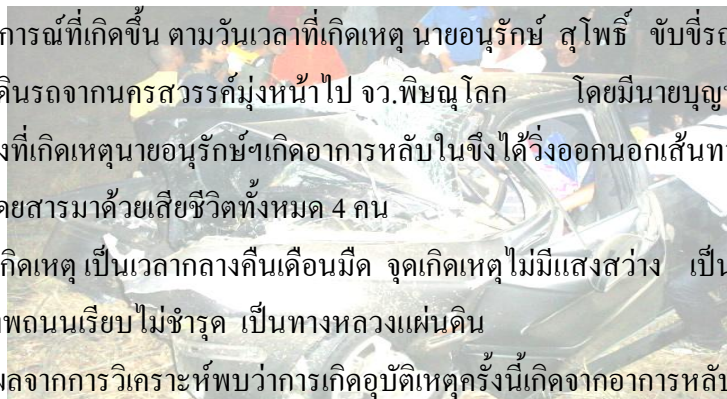 การณ์ที่เกิดขึ้น ตามวันเวลาที่เกิดเหตุ นายอนุรักษ์ สุโพธิ์ ขับขี่รถ
ดินรถจากนครสวรรค์มุ่งหน้าไป จว.พิษณุโลก โดยมีนายบุญ
งที่เกิดเหตุนายอนุรักษ์ฯเกิดอาการหลับในขึงได้วิ่งออกนอกเส้นทา
ดยสารมาด้วยเสียชีวิตทั้งหมด 4 คน
กิดเหตุ เป็นเวลากลางคืนเดือนมืด จุดเกิดเหตุไม่มีแสงสว่าง เป็น
าพถนนเรียบไม่ชำรุด เป็นทางหลวงแผ่นดิน
ผลจากการวิเคราะห์พบว่าการเกิดอุบัติเหตุครั้งนี้เกิดจากอาการหลับ